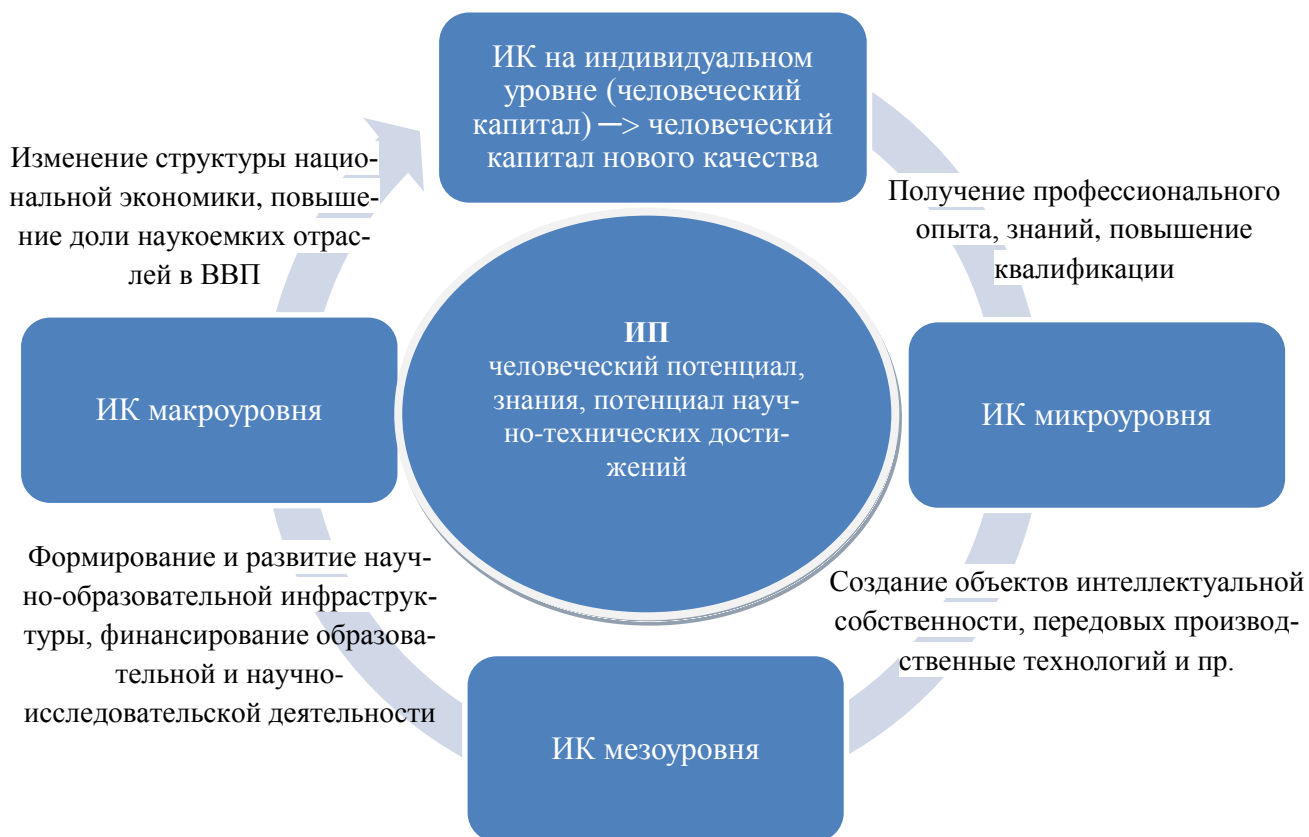 ИК на индивидуальном
уровне (человеческий
капитал) —> человеческий
капитал нового качества
Изменение структуры нацио-
нальной экономики, повыше-
ние доли наукоемких отрас-
лей в ВВП
Получение профессионального
опыта, знаний, повышение
квалификации
ИП
человеческий потенциал,
знания, потенциал науч-
но-технических дости-
жений
ИК макроуровня
ИК микроуровня
Формирование и развитие науч-
но-образовательной инфраструк-
туры, финансирование образова-
тельной и научно-
исследовательской деятельности
Создание объектов интеллектуальной
собственности, передовых производ-
ственные технологий и пр.
ИК мезоуровня